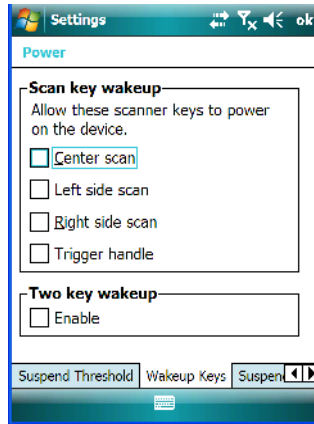 Settings ok
Power
Scan key wakeup
Allow these scanner keys to power
on the device.
Center scan
Left side scan
Right side scan
Trigger handle
Two key wakeup
Enable
Suspend Threshold Wakeup Keys Suspen